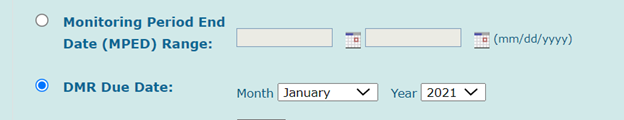 Monitoring Period End
Date (MPED) Range: (mm/dd/yyyy)
DMR Due Date: Month January Year 2021